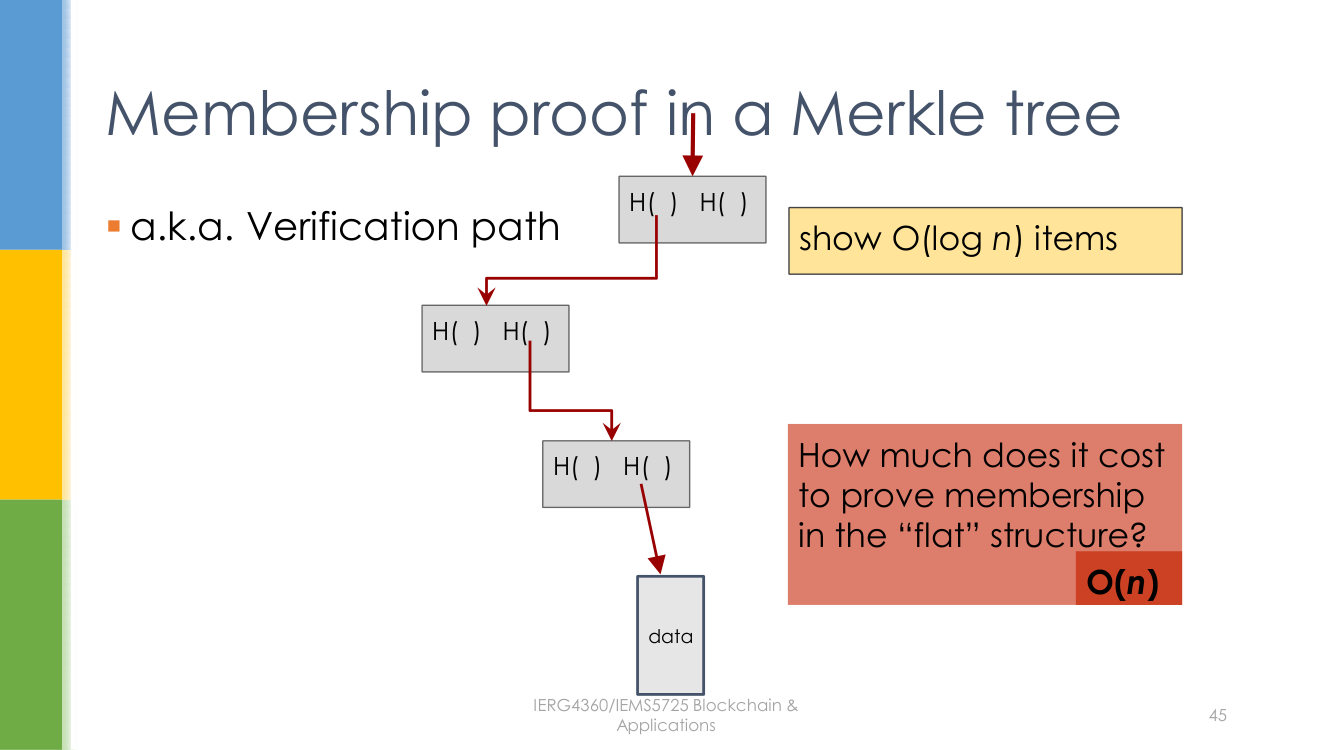 Membership proof in a Merkle tree
a.k.a. Verification path
H( ) H( )
show O(log n) items
H( ) H( )
H( ) H( )
How much does it cost
to prove membership
in the “flat” structure?
O(n)
data
IERG4360/IEMS5725 Blockchain &
Applications
45